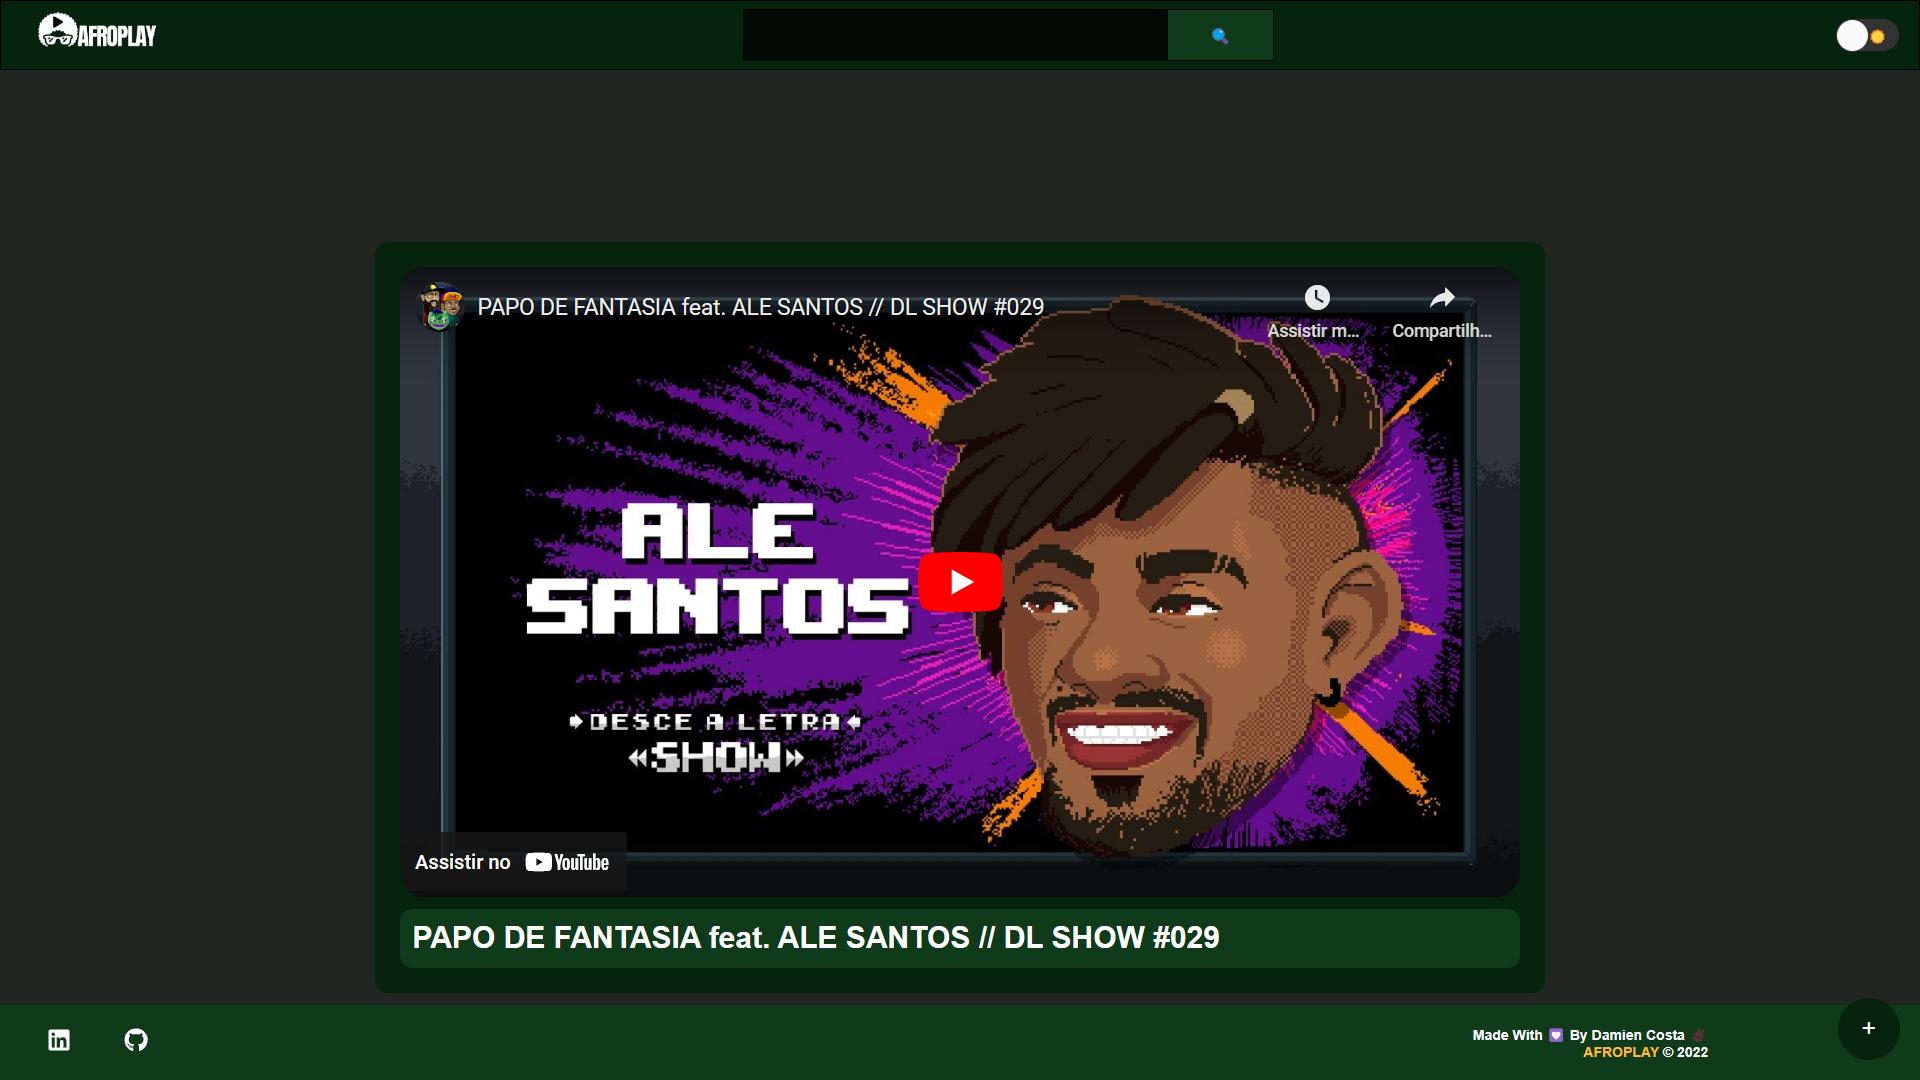 AFROPLAY
PAPO DE FANTASIA feat. ALE SANTOS // DL SHOW #029
Assistir m...
Compartilh...
ALE
SANTOS
DESCE A LETRA
SHOW
Assistir no YouTube
PAPO DE FANTASIA feat. ALE SANTOS // DL SHOW #029
in
Made With 💟 By Damien Costa ✌🏿
AFROPLAY © 2022
+